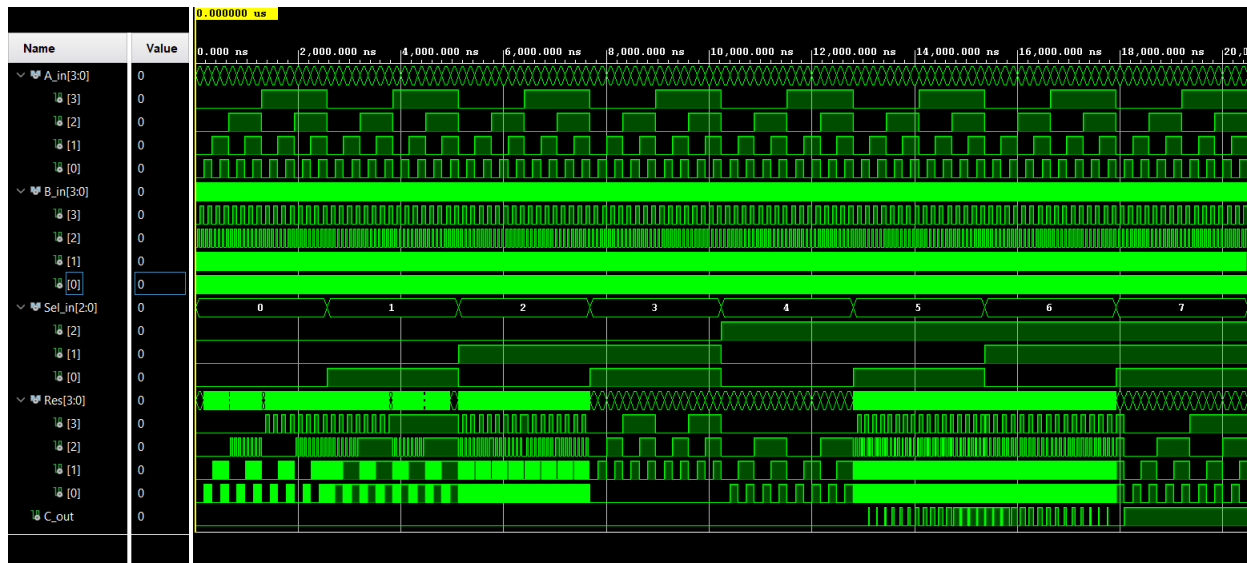 0.000000 us
Name Value 0.000 ns 2,000.000 ns 4,000.000 ns 6,000.000 ns 8,000.000 ns 10,000.000 ns 12,000.000 ns 14,000.000 ns 16,000.000 ns 18,000.000 ns 20,0
A_in[3:0] 0
[3] 0
[2] 0
[1] 0
[0] 0
B_in[3:0] 0
[3] 0
[2] 0
[1] 0
[0] 0
Sel_in[2:0] 0 0 1 2 3 4 5 6 7
[2] 0
[1] 0
[0] 0
Res[3:0] 0
[3] 0
[2] 0
[1] 0
[0] 0
C_out 0